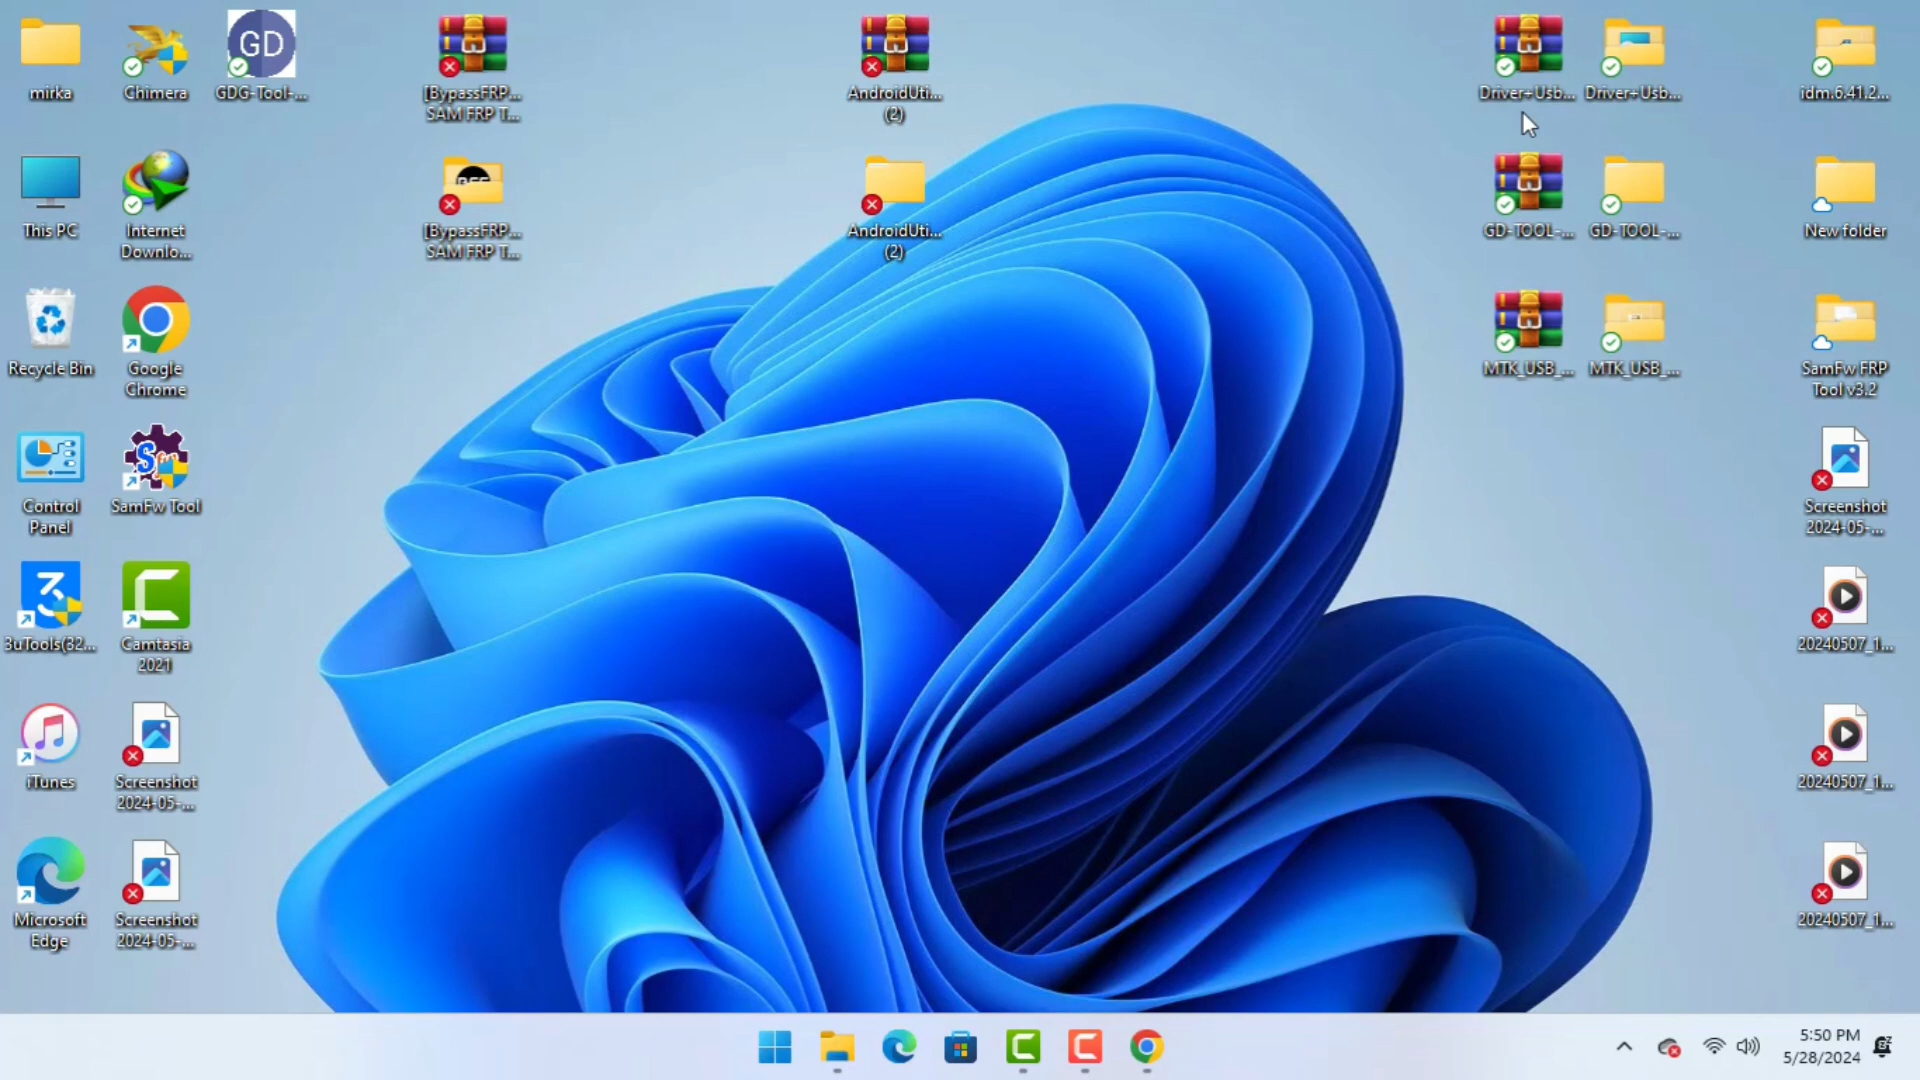 mirka
Chimera
GD
GDG-Tool-...
[BypassFRP...
SAM FRP T...
AndroidUti...
(2)
Driver+Usb...
Driver+Usb...
idm.6.41.2...
This PC
Internet
Downlo...
[BypassFRP...
SAM FRP T...
AndroidUti...
(2)
GD-TOOL-...
GD-TOOL-...
New folder
Recycle Bin
Google
Chrome
MTK_USB_...
MTK_USB_...
SamFw FRP
Tool v3.2
Control
Panel
SamFw Tool
Screenshot
2024-05-...
3uTools(32...
Camtasia
2021
20240507_1...
iTunes
Screenshot
2024-05-...
20240507_1...
Microsoft
Edge
Screenshot
2024-05-...
20240507_1...
5:50 PM
5/28/2024